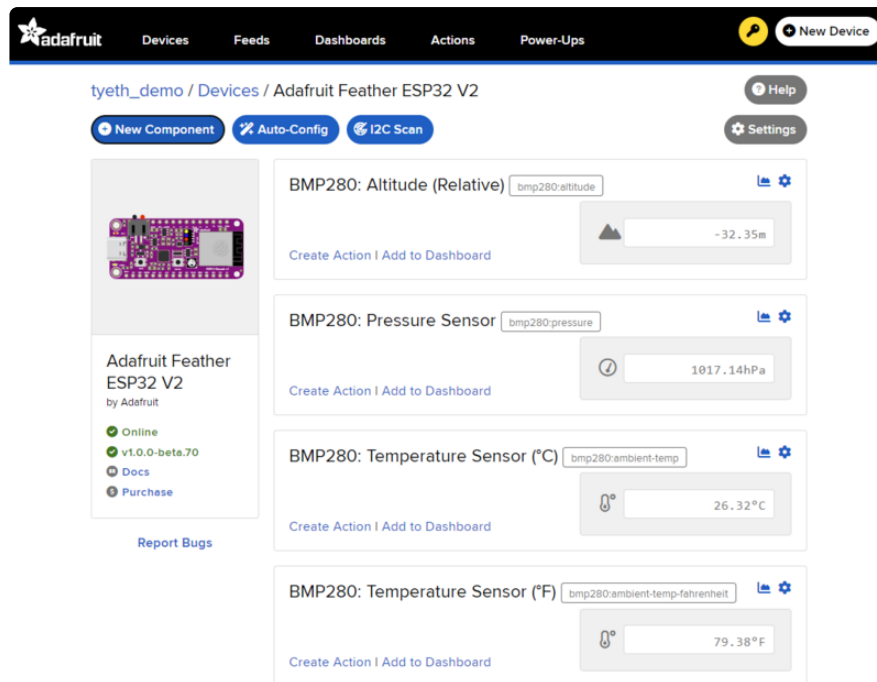 adafruit Devices Feeds Dashboards Actions Power-Ups New Device
tyeth_demo / Devices / Adafruit Feather ESP32 V2 Help
New Component Auto-Config I2C Scan Settings
BMP280: Altitude (Relative) bmp280:altitude
-32.35m
Create Action | Add to Dashboard
BMP280: Pressure Sensor bmp280:pressure
1017.14hPa
Create Action | Add to Dashboard
Adafruit Feather
ESP32 V2
by Adafruit
Online
v1.0.0-beta.70
Docs
Purchase
Report Bugs
BMP280: Temperature Sensor (°C) bmp280:ambient-temp
26.32°C
Create Action | Add to Dashboard
BMP280: Temperature Sensor (°F) bmp280:ambient-temp-fahrenheit
79.38°F
Create Action | Add to Dashboard